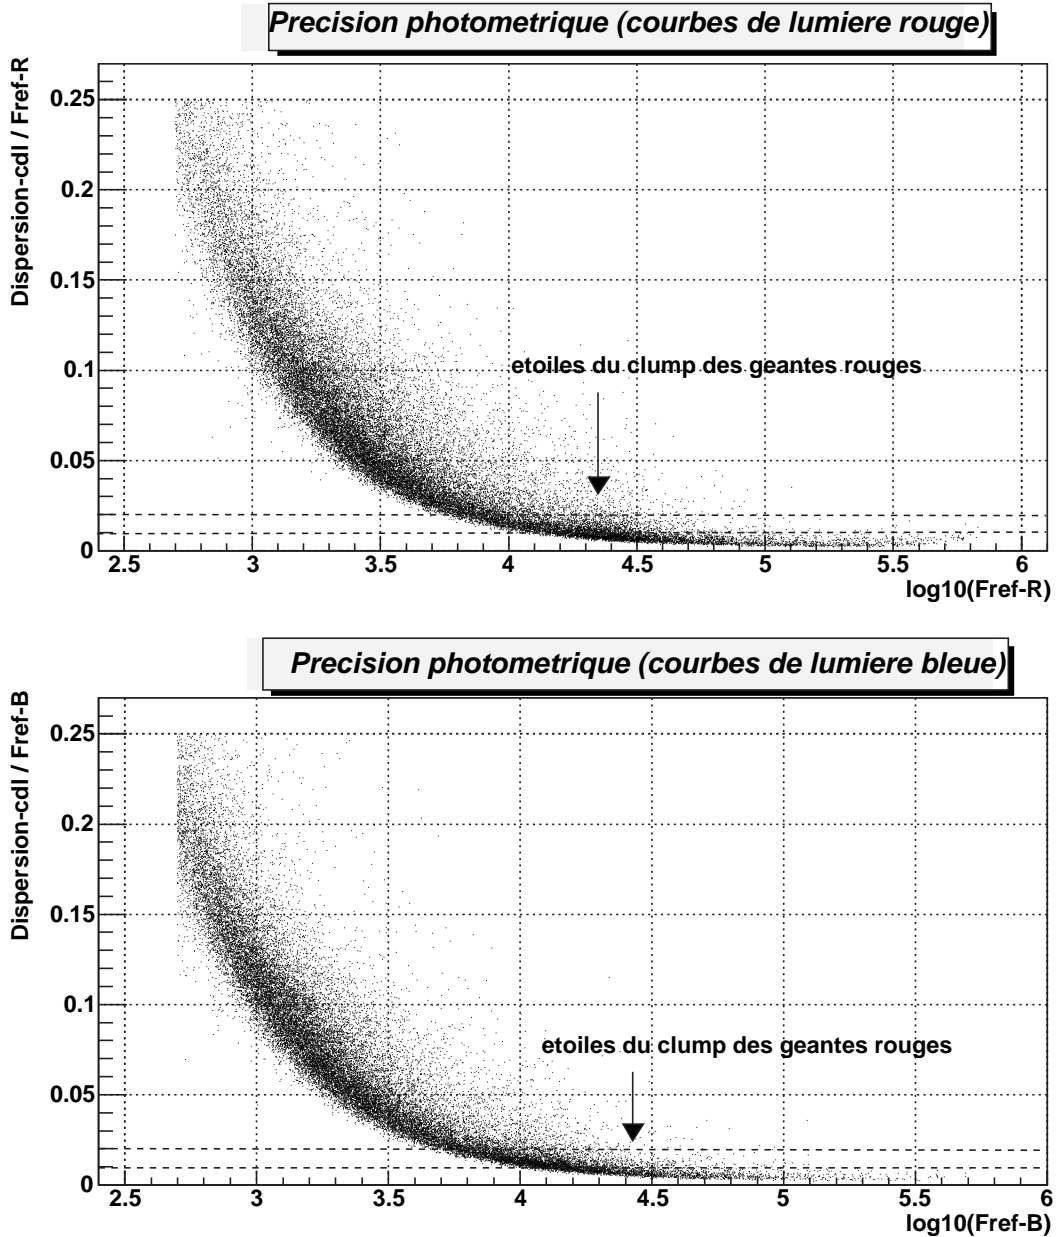 Precision photometrique (courbes de lumiere rouge)
Dispersion-cdl / Fref-R
0.25
0.2
0.15
0.1
0.05
0
etoiles du clump des geantes rouges
2.5 3 3.5 4 4.5 5 5.5 6
log10(Fref-R)
Precision photometrique (courbes de lumiere bleue)
Dispersion-cdl / Fref-B
0.25
0.2
0.15
0.1
0.05
0
etoiles du clump des geantes rouges
2.5 3 3.5 4 4.5 5 5.5 6
log10(Fref-B)